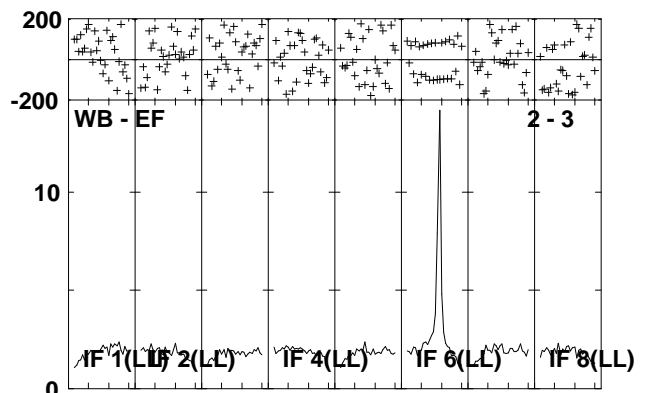 200
-200
WB - EF 2 - 3
10
IF 1(LL) IF 2(LL) IF 4(LL) IF 6(LL) IF 8(LL)
0